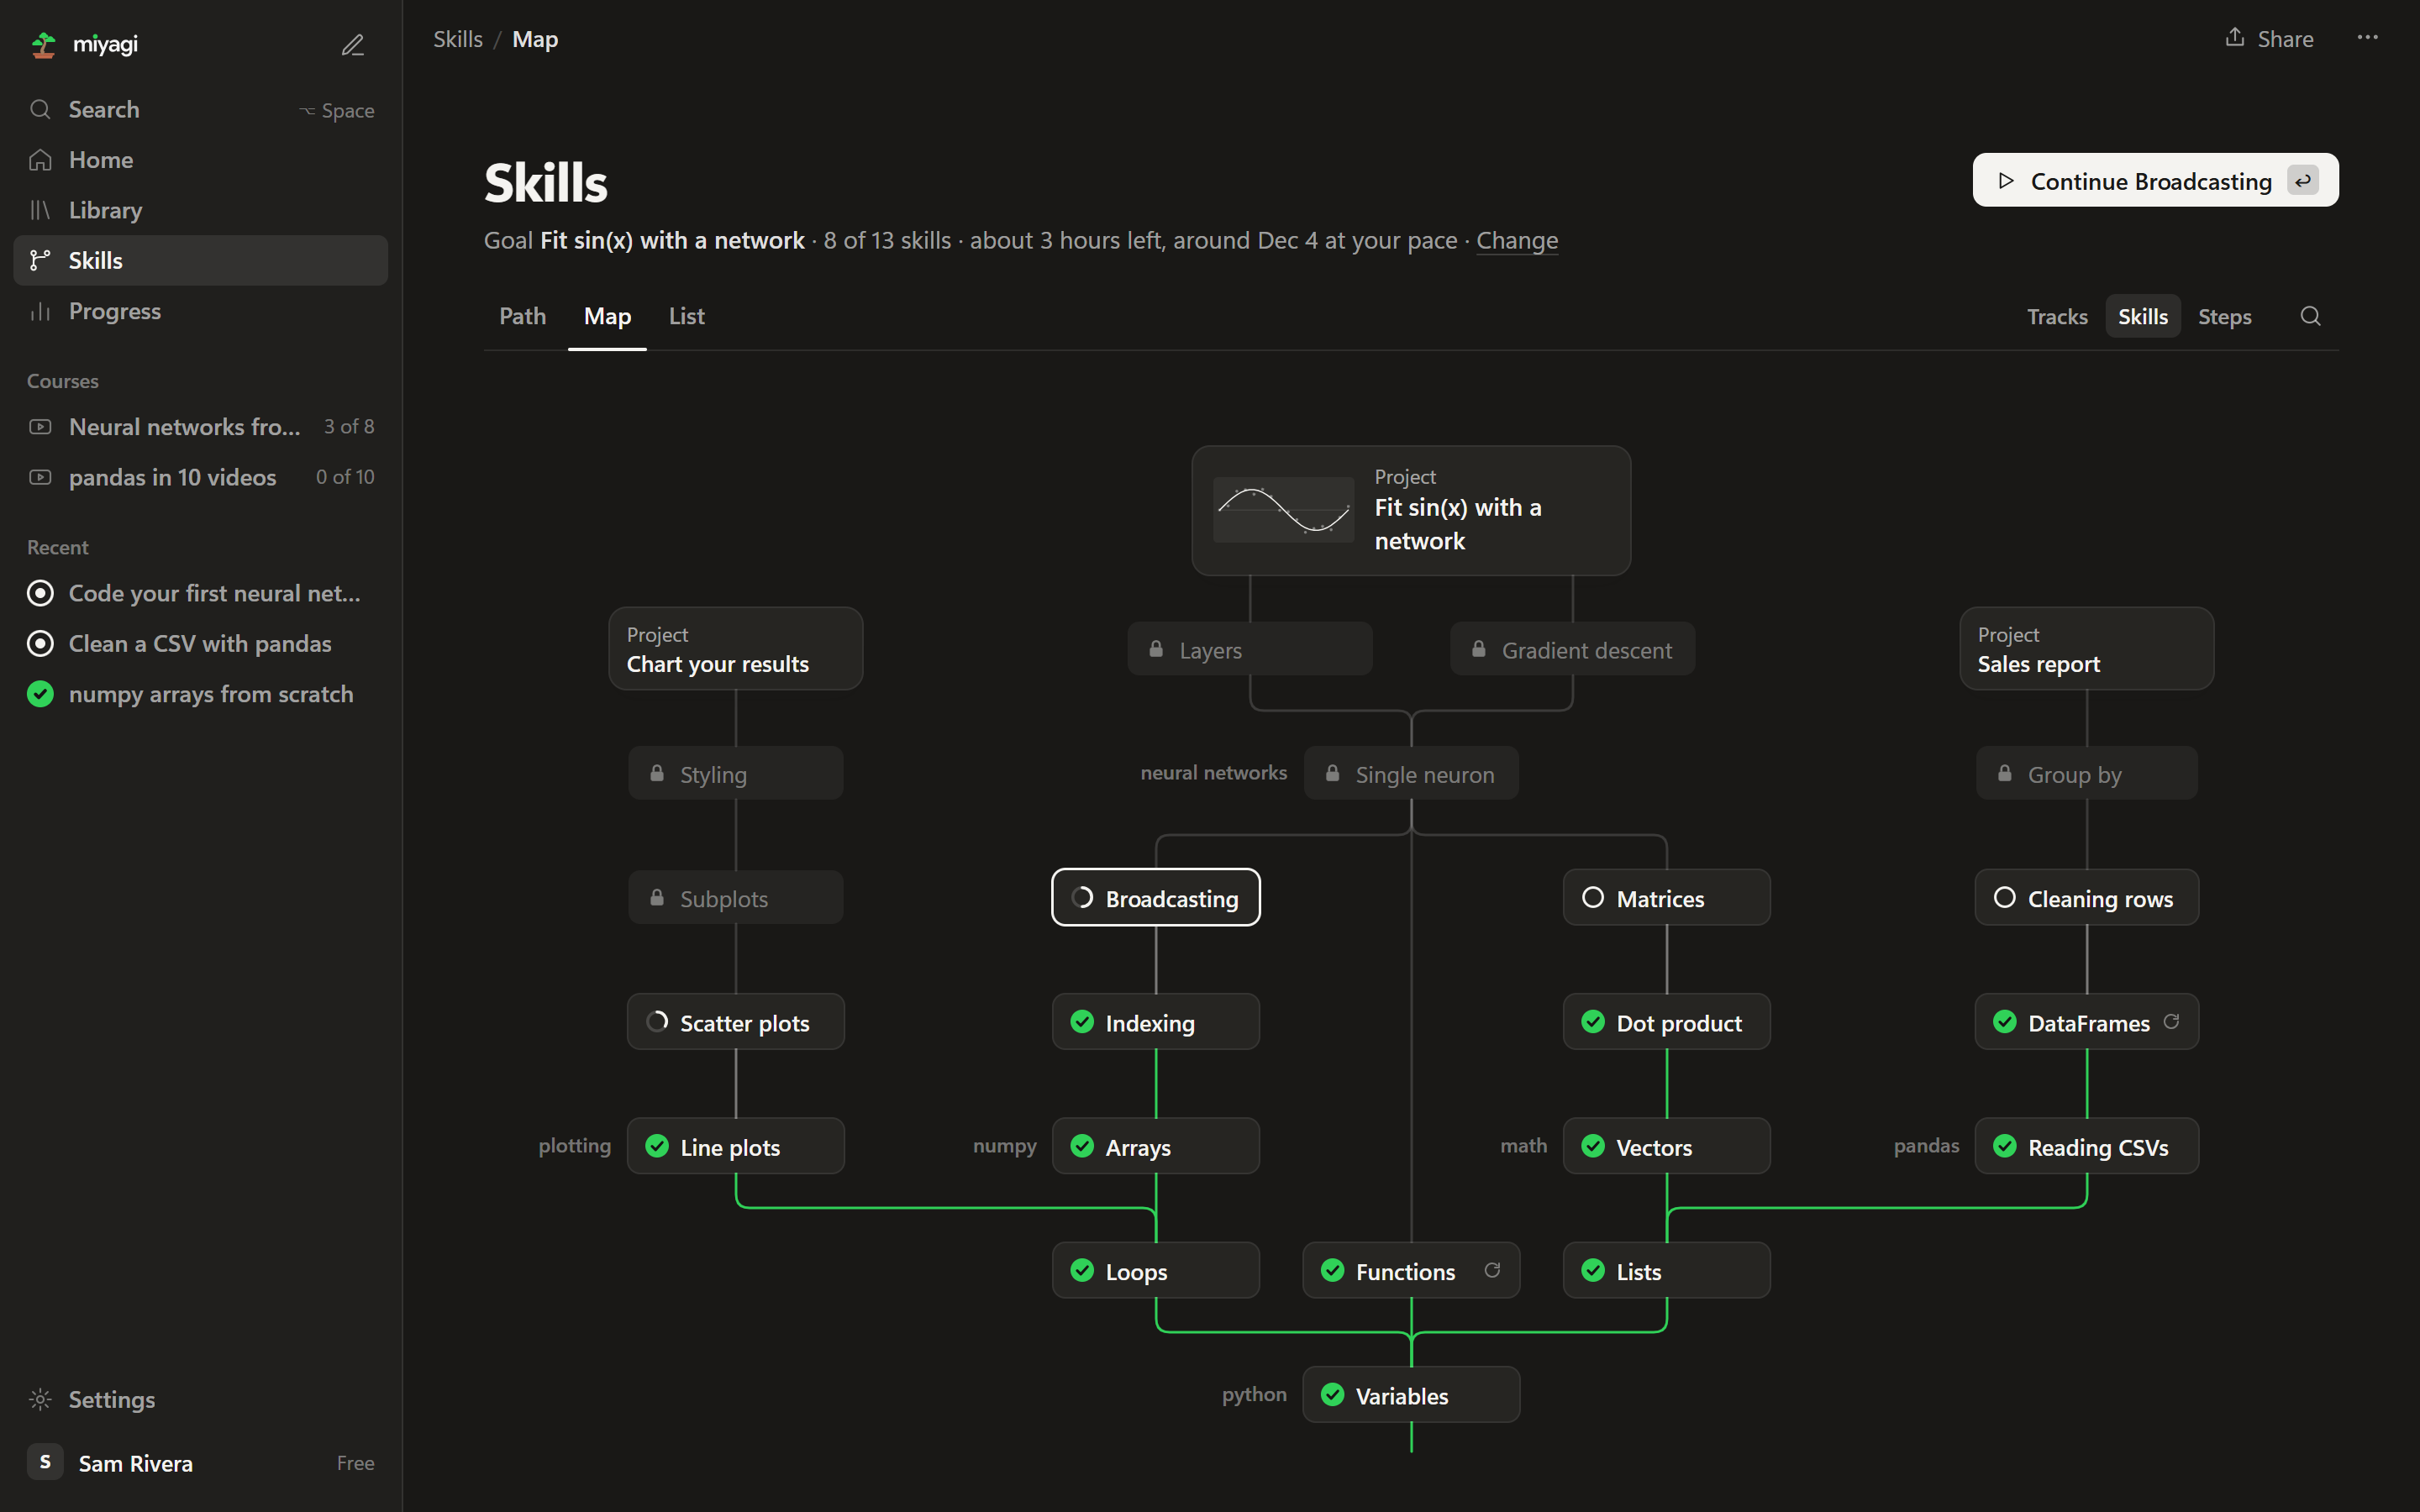 miyagi
Search
⌥ Space
Home
Library
Skills
Progress
Courses
Neural networks fro... 3 of 8
pandas in 10 videos 0 of 10
Recent
Code your first neural net...
Clean a CSV with pandas
numpy arrays from scratch
Settings
S Sam Rivera Free
Skills / Map
Share
Skills
Continue Broadcasting
Goal Fit sin(x) with a network · 8 of 13 skills · about 3 hours left, around Dec 4 at your pace · Change
Path Map List
Tracks Skills Steps
Project
Fit sin(x) with a
network
Project
Chart your results
Layers
Gradient descent
Project
Sales report
Styling
neural networks
Single neuron
Group by
Subplots
Broadcasting
Matrices
Cleaning rows
Scatter plots
Indexing
Dot product
DataFrames
plotting
Line plots
numpy
Arrays
math
Vectors
pandas
Reading CSVs
Loops
Functions
Lists
python
Variables